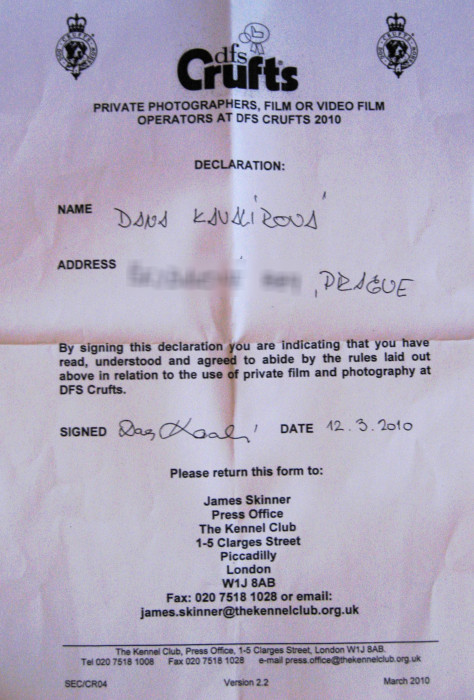 dfs
Crufts
PRIVATE PHOTOGRAPHERS, FILM OR VIDEO FILM
OPERATORS AT DFS CRUFTS 2010
DECLARATION:
NAME DANA KAVALÍROVÁ
ADDRESS , PRAGUE
By signing this declaration you are indicating that you have
read, understood and agreed to abide by the rules laid out
above in relation to the use of private film and photography at
DFS Crufts.
SIGNED DATE 12.3.2010
Please return this form to:
James Skinner
Press Office
The Kennel Club
1-5 Clarges Street
Piccadilly
London
W1J 8AB
Fax: 020 7518 1028 or email:
james.skinner@thekennelclub.org.uk
The Kennel Club, Press Office, 1-5 Clarges Street, London W1J 8AB.
Tel 020 7518 1008 Fax 020 7518 1028 e-mail press.office@thekennelclub.org.uk
SEC/CR04 Version 2.2 March 2010